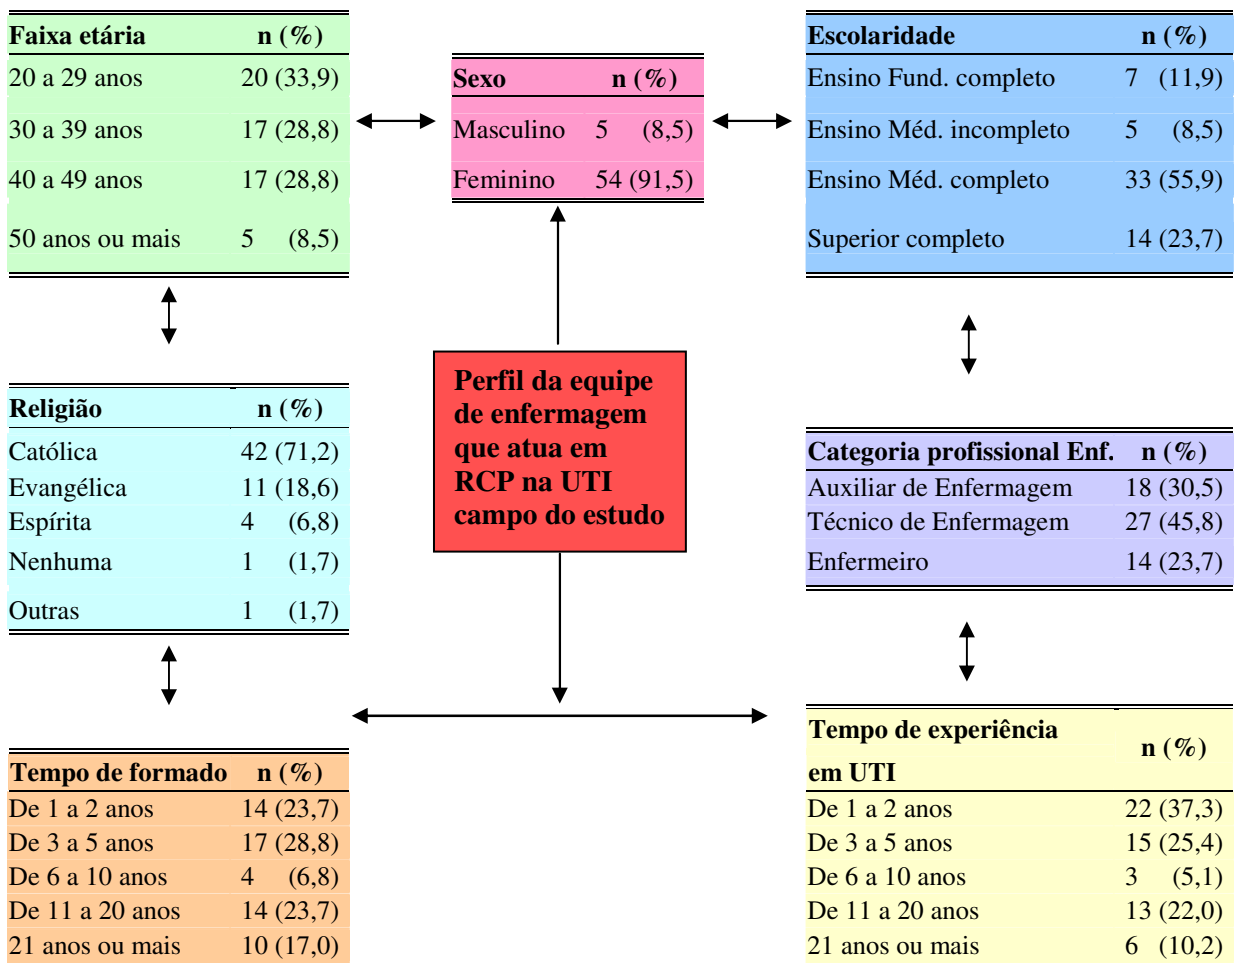 Faixa etária n (%)
20 a 29 anos 20 (33,9)
30 a 39 anos 17 (28,8)
40 a 49 anos 17 (28,8)
50 anos ou mais 5 (8,5)
Sexo n (%)
Masculino 5 (8,5)
Feminino 54 (91,5)
Escolaridade n (%)
Ensino Fund. completo 7 (11,9)
Ensino Méd. incompleto 5 (8,5)
Ensino Méd. completo 33 (55,9)
Superior completo 14 (23,7)
Religião n (%)
Católica 42 (71,2)
Evangélica 11 (18,6)
Espírita 4 (6,8)
Nenhuma 1 (1,7)
Outras 1 (1,7)
Perfil da equipe
de enfermagem
que atua em
RCP na UTI
campo do estudo
Categoria profissional Enf. n (%)
Auxiliar de Enfermagem 18 (30,5)
Técnico de Enfermagem 27 (45,8)
Enfermeiro 14 (23,7)
Tempo de formado n (%)
De 1 a 2 anos 14 (23,7)
De 3 a 5 anos 17 (28,8)
De 6 a 10 anos 4 (6,8)
De 11 a 20 anos 14 (23,7)
21 anos ou mais 10 (17,0)
Tempo de experiência
em UTI n (%)
De 1 a 2 anos 22 (37,3)
De 3 a 5 anos 15 (25,4)
De 6 a 10 anos 3 (5,1)
De 11 a 20 anos 13 (22,0)
21 anos ou mais 6 (10,2)